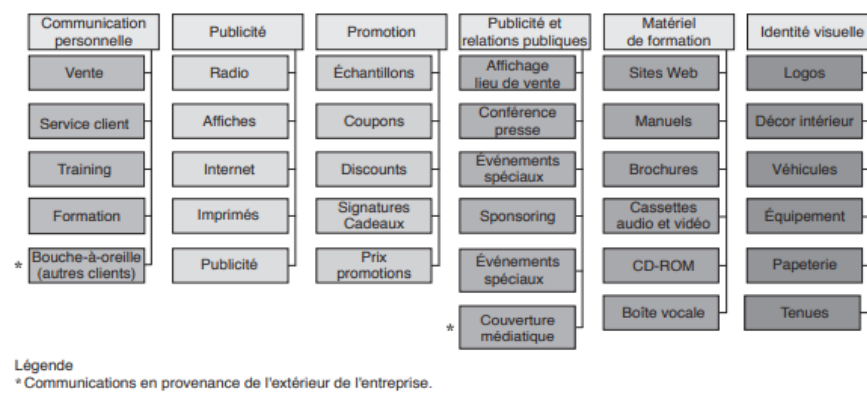 Communication
personnelle
Vente
Service client
Training
Formation
* Bouche-à-oreille
(autres clients)
Publicité
Radio
Affiches
Internet
Imprimés
Publicité
Promotion
Échantillons
Coupons
Discounts
Signatures
Cadeaux
Prix
promotions
Publicité et
relations publiques
Affichage
lieu de vente
Conférence
presse
Événements
spéciaux
Sponsoring
Événements
spéciaux
* Couverture
médiatique
Matériel
de formation
Sites Web
Manuels
Brochures
Cassettes
audio et vidéo
CD-ROM
Boîte vocale
Identité visuelle
Logos
Décor intérieur
Véhicules
Équipement
Papeterie
Tenues
Légende
* Communications en provenance de l'extérieur de l'entreprise.